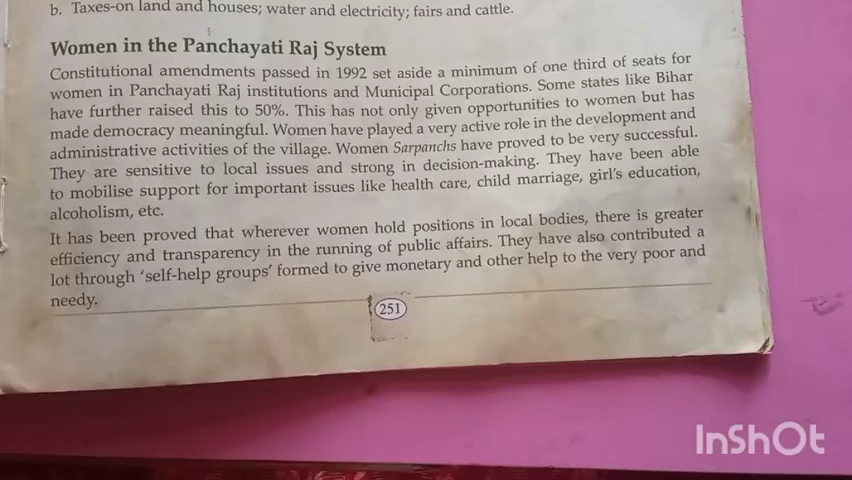 b. Taxes-on land and houses; water and electricity; fairs and cattle.
Women in the Panchayati Raj System
Constitutional amendments passed in 1992 set aside a minimum of one third of seats for
women in Panchayati Raj institutions and Municipal Corporations. Some states like Bihar
have further raised this to 50%. This has not only given opportunities to women but has
made democracy meaningful. Women have played a very active role in the development and
administrative activities of the village. Women Sarpanchs have proved to be very successful.
They are sensitive to local issues and strong in decision-making. They have been able
to mobilise support for important issues like health care, child marriage, girl's education,
alcoholism, etc.
It has been proved that wherever women hold positions in local bodies, there is greater
efficiency and transparency in the running of public affairs. They have also contributed a
lot through 'self-help groups' formed to give monetary and other help to the very poor and
needy.
251
InShOt